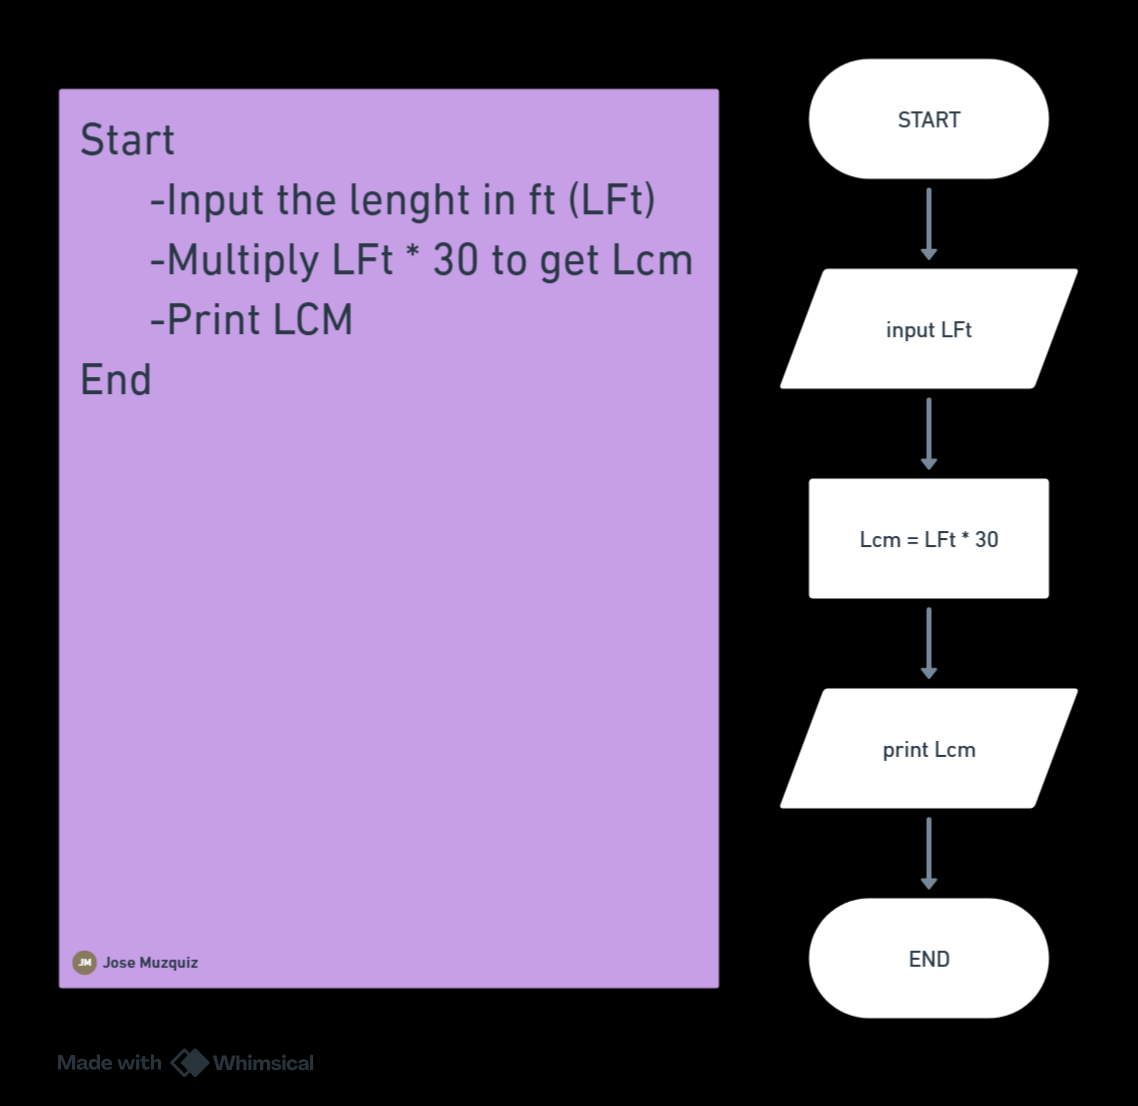 Start
-Input the lenght in ft (LFt)
-Multiply LFt * 30 to get Lcm
-Print LCM
End
JM Jose Muzquiz
START
input LFt
Lcm = LFt * 30
print Lcm
END
Made with Whimsical